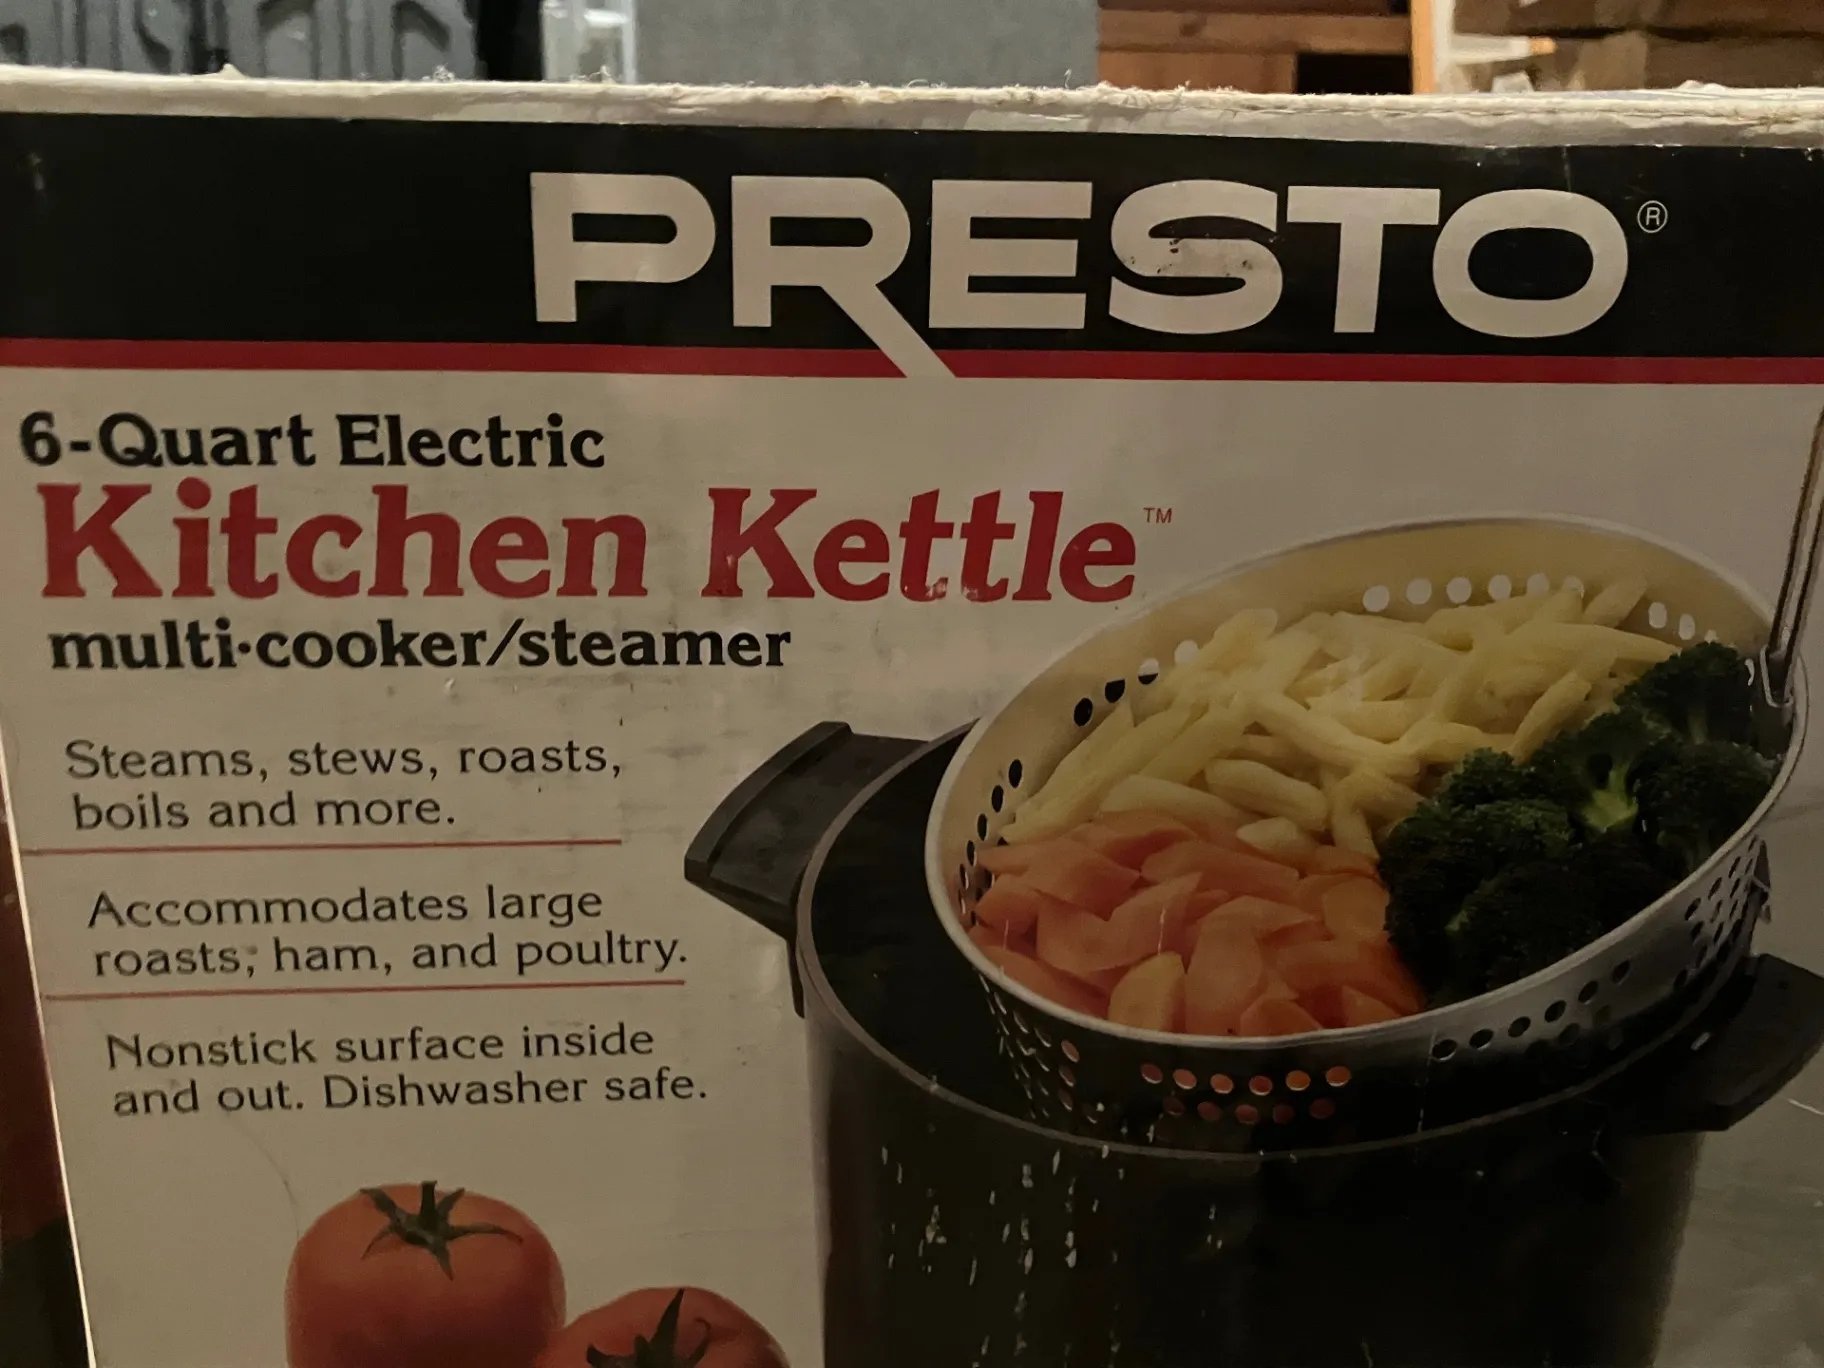 PRESTO®
6-Quart Electric
Kitchen Kettle™
multi·cooker/steamer
Steams, stews, roasts,
boils and more.
Accommodates large
roasts, ham, and poultry.
Nonstick surface inside
and out. Dishwasher safe.